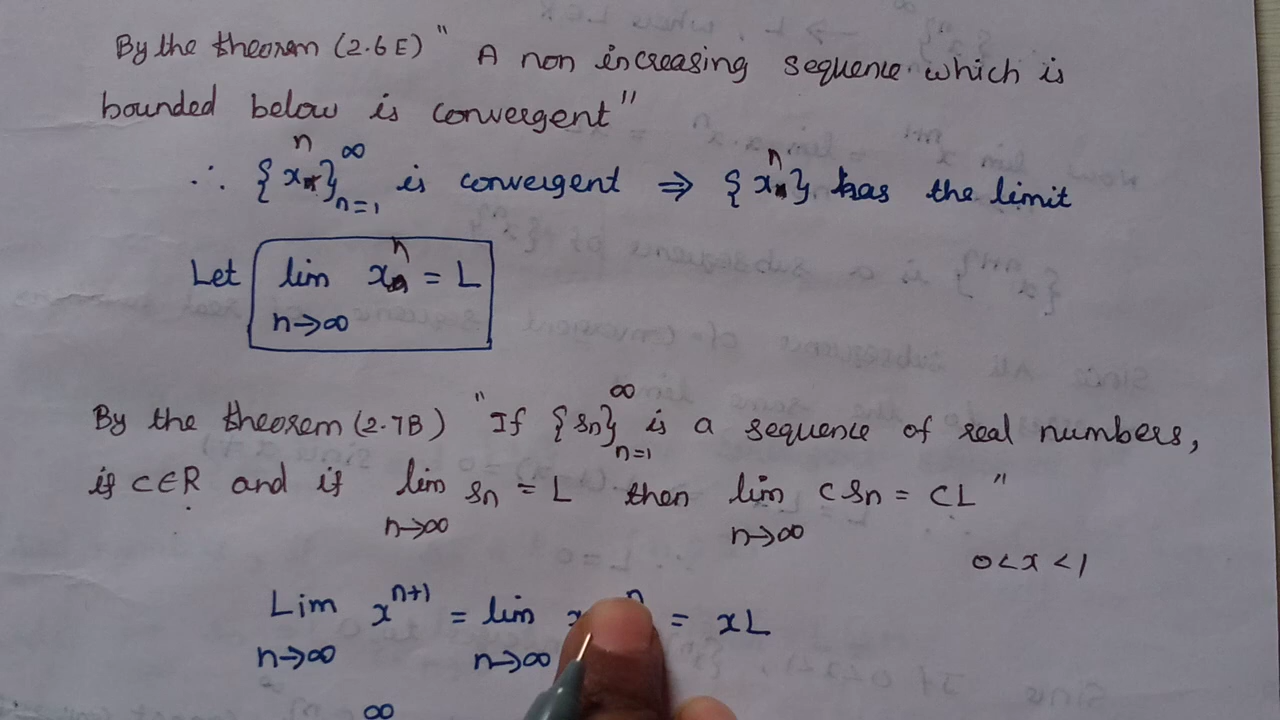 By the theorem (2.6E) " A non increasing sequence which is
bounded below is convergent"
∴ {xⁿ}∞ₙ₌₁ is convergent ⇒ {xⁿ} has the limit
Let lim xⁿ = L
n→∞
By the theorem (2.7B) "If {sₙ}∞ₙ₌₁ is a sequence of real numbers,
if C∈R and if lim sₙ = L then lim C sₙ = CL"
n→∞ n→∞
0<x<1
Lim xⁿ⁺¹ = lim x n = xL
n→∞ n→∞
∞